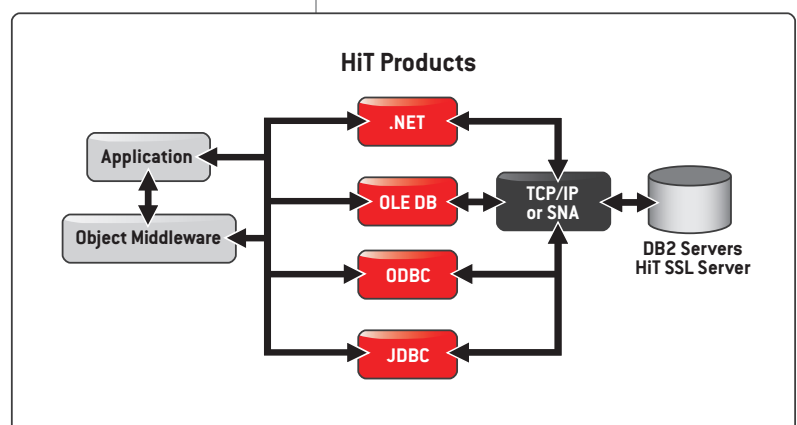 HiT Products
.NET
Application
OLE DB
TCP/IP
or SNA
Object Middleware
DB2 Servers
HiT SSL Server
ODBC
JDBC